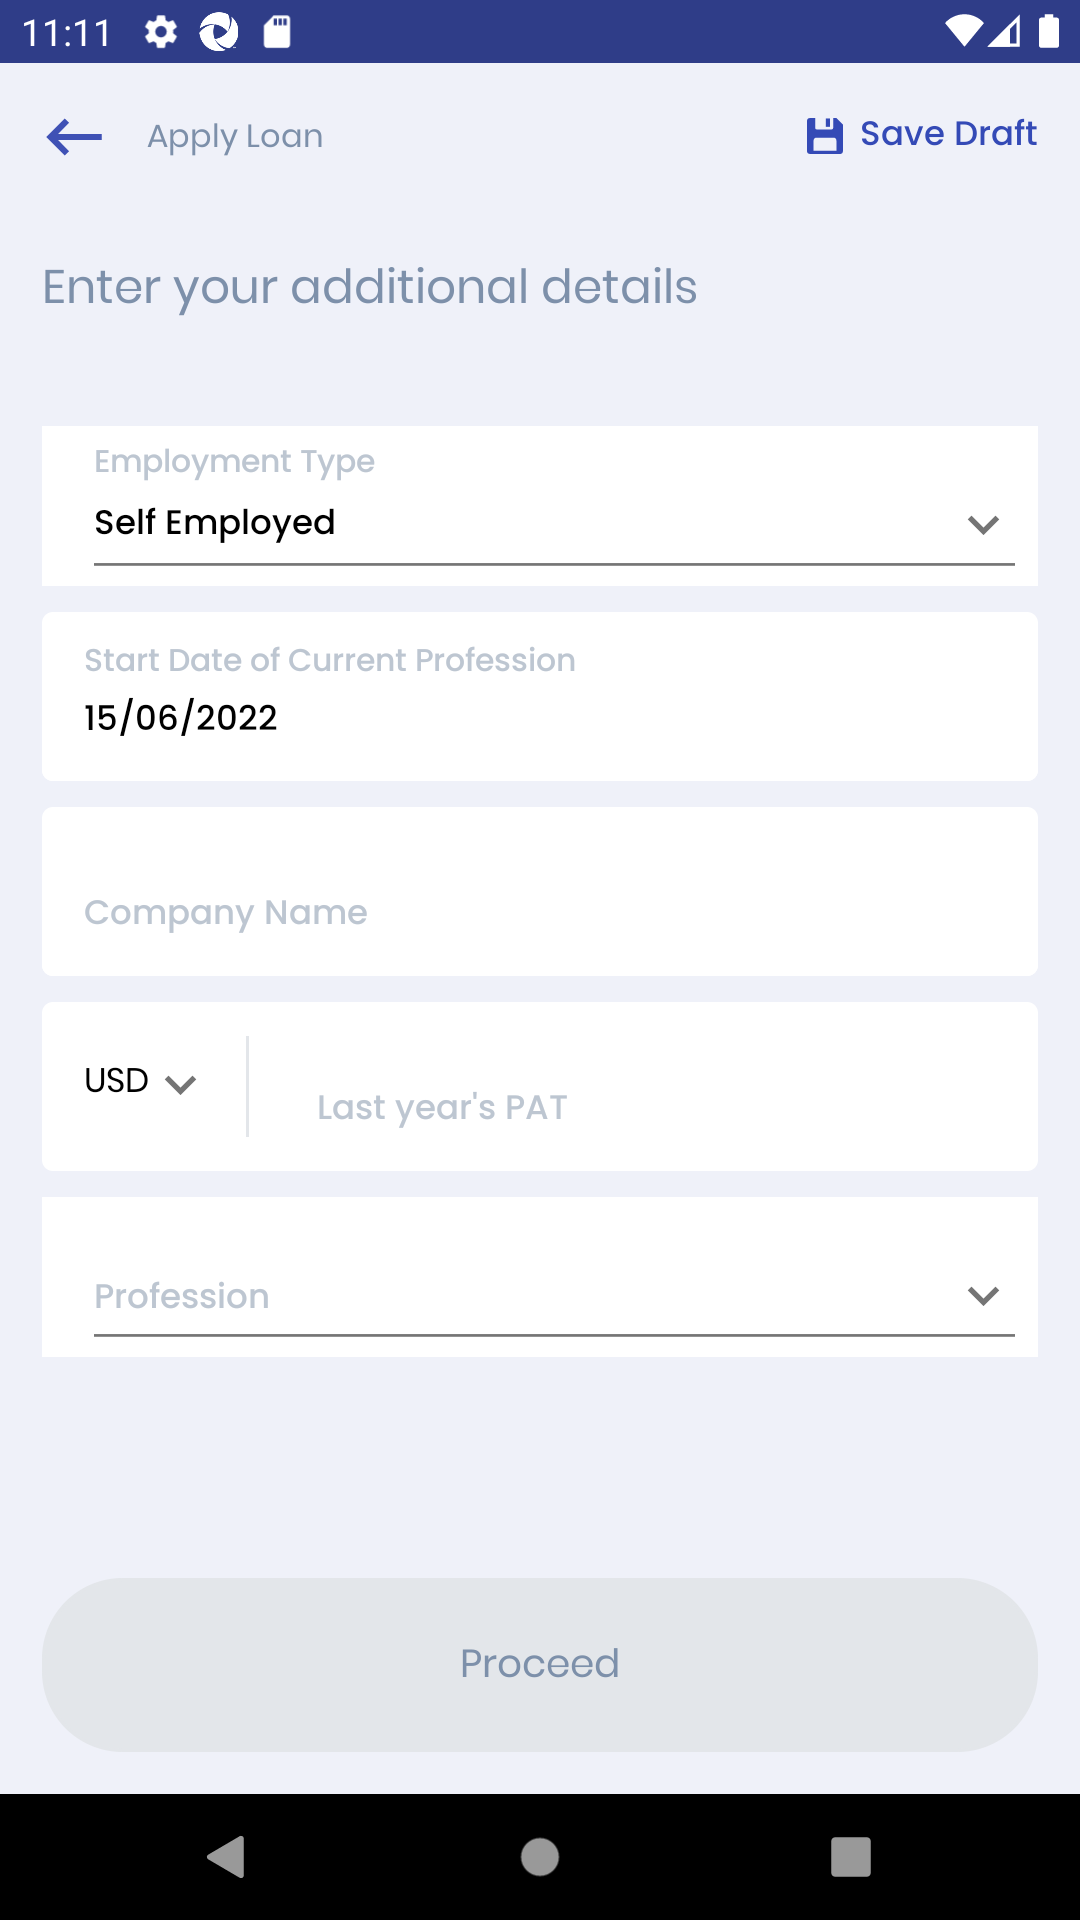 11:11
Apply Loan
Save Draft
Enter your additional details
Employment Type
Self Employed
Start Date of Current Profession
15/06/2022
Company Name
USD
Last year's PAT
Profession
Proceed